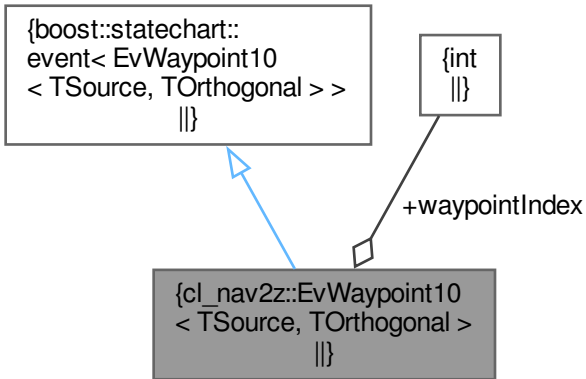 {boost::statechart::
event< EvWaypoint10
< TSource, TOrthogonal > >
||}
{int
||}
+waypointIndex
{cl_nav2z::EvWaypoint10
< TSource, TOrthogonal >
||}